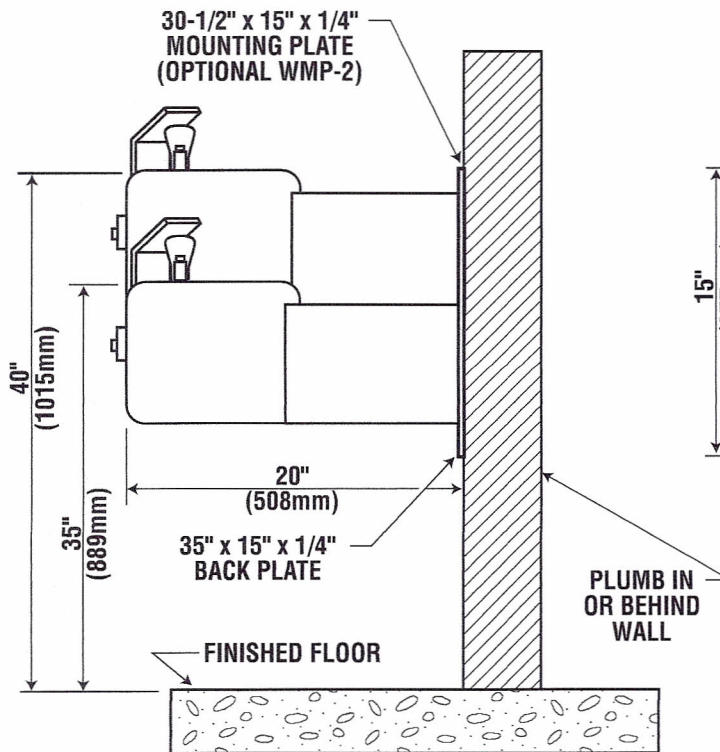 30-1/2" x 15" x 1/4"
MOUNTING PLATE
(OPTIONAL WMP-2)
40"
(1015mm)
35"
(889mm)
15"
20"
(508mm)
35" x 15" x 1/4"
BACK PLATE
PLUMB IN
OR BEHIND
WALL
FINISHED FLOOR